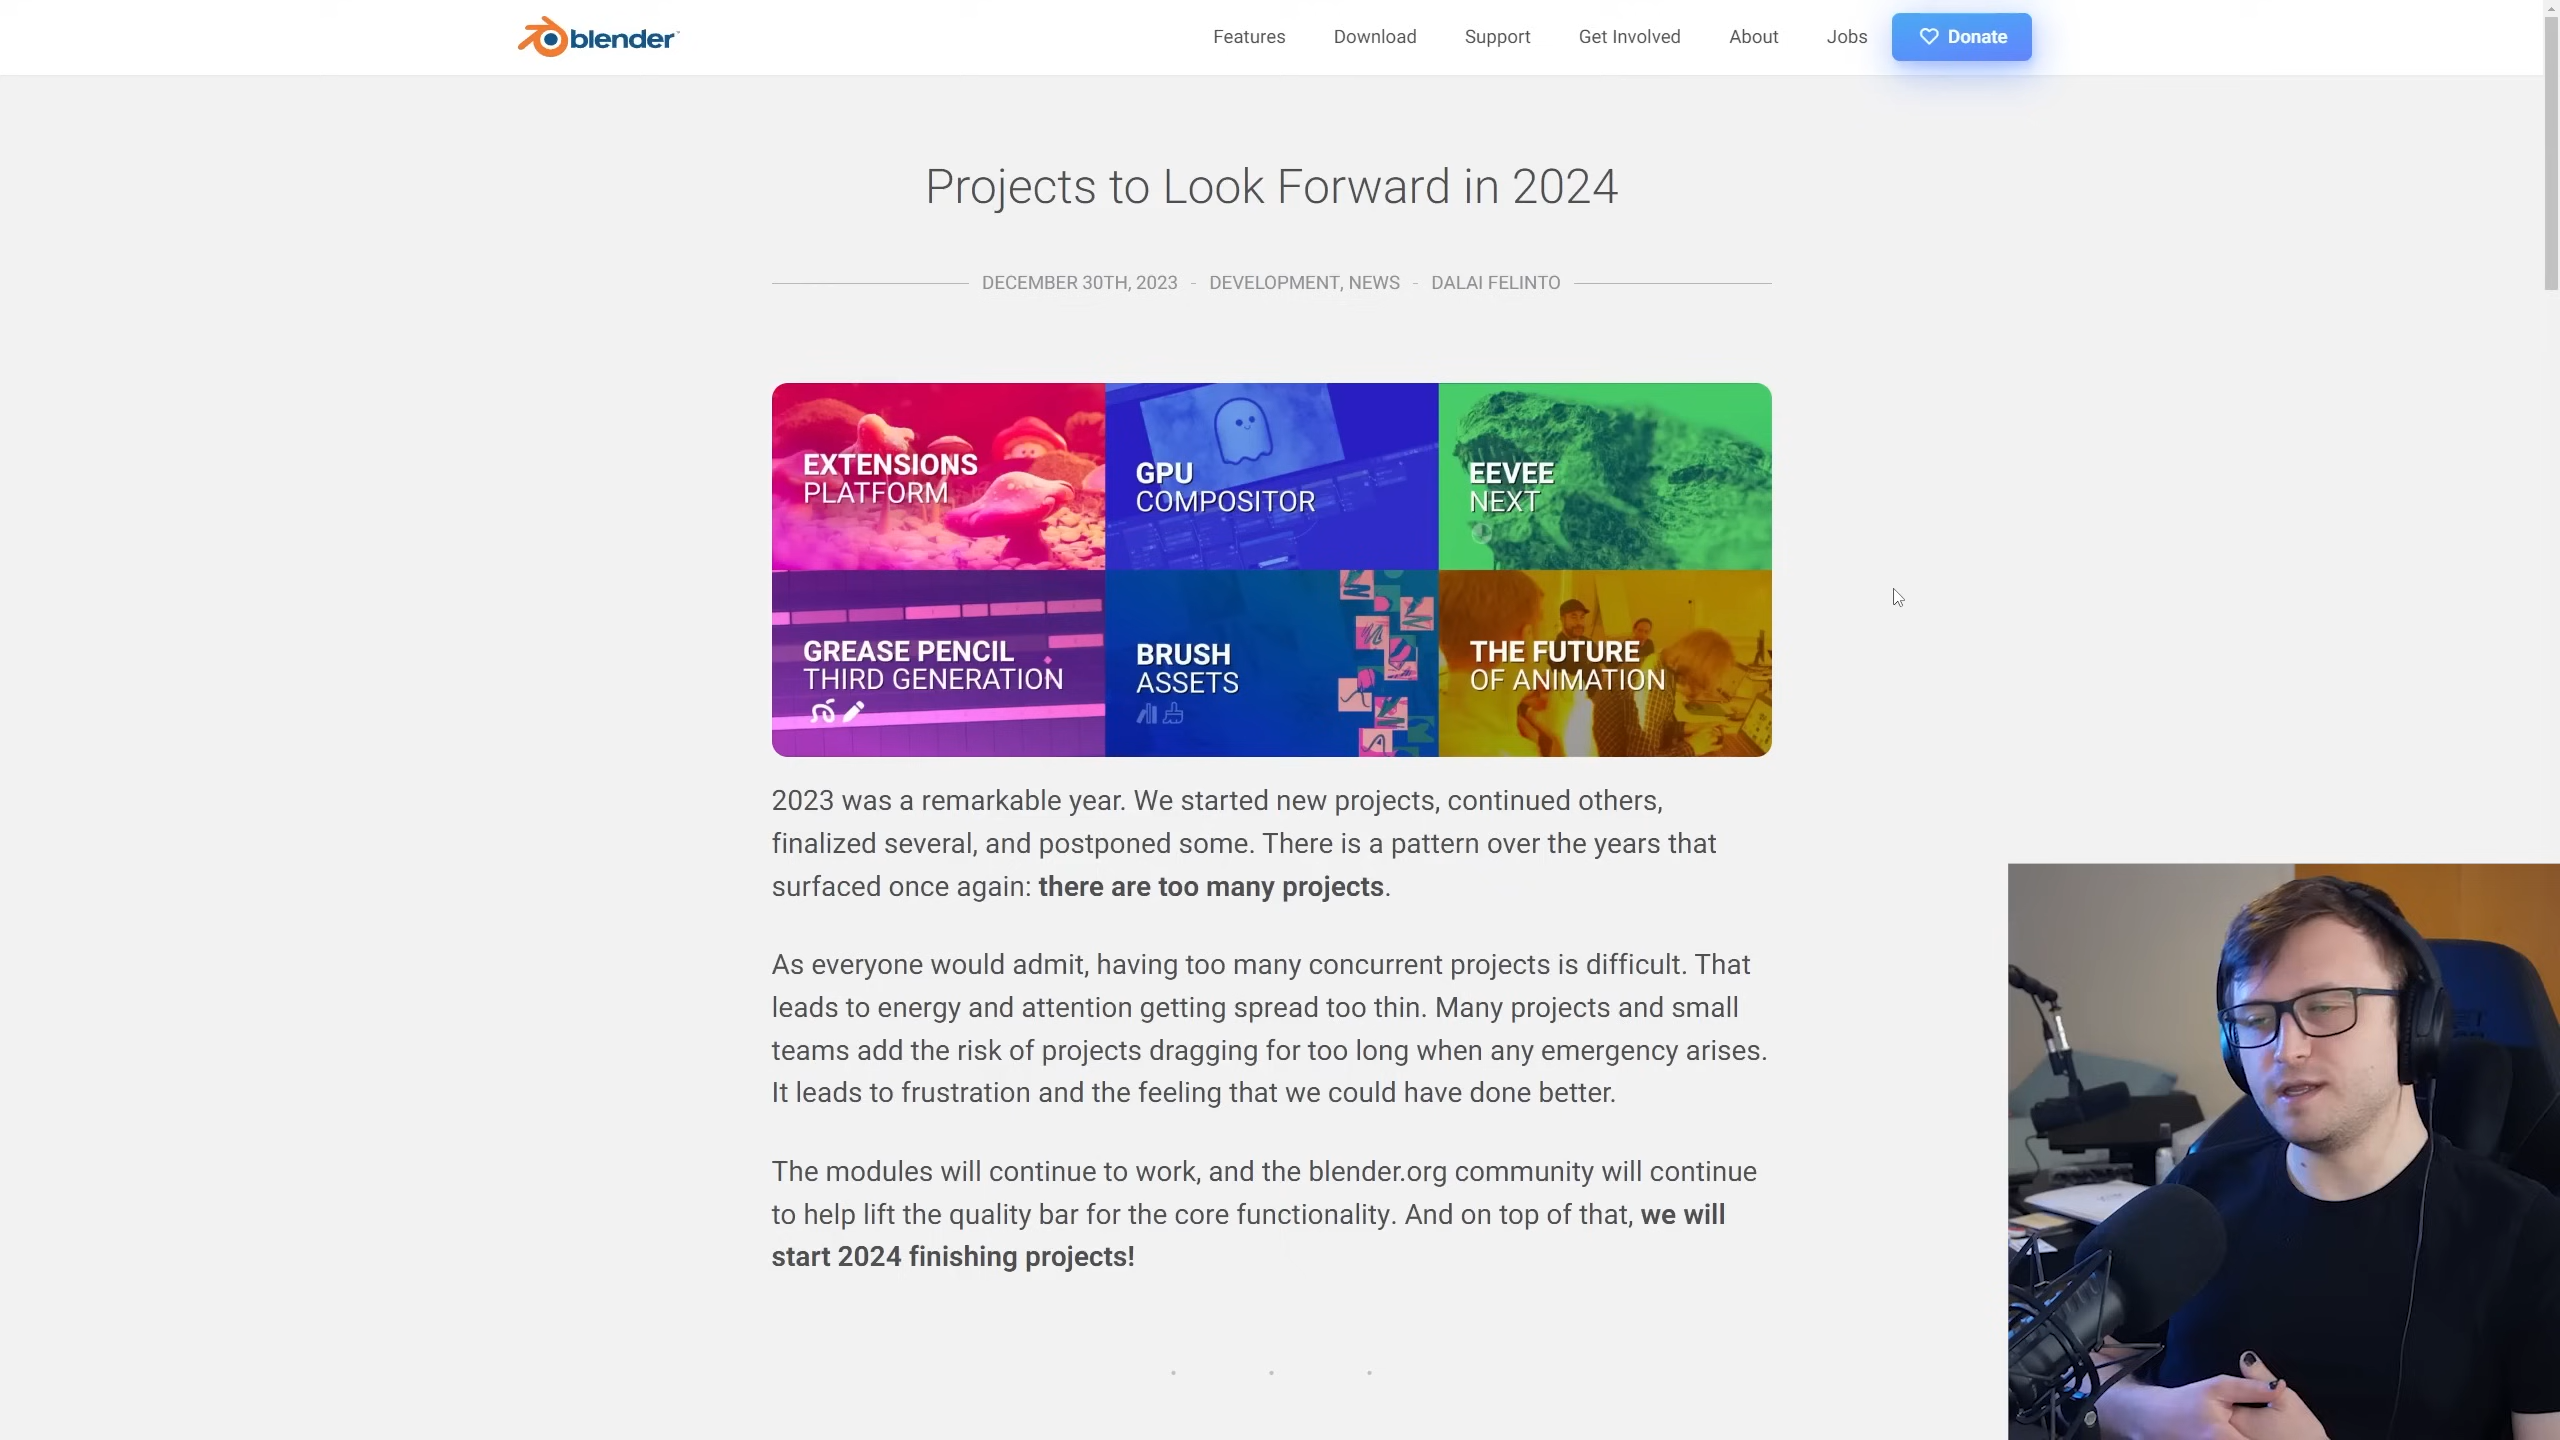 blender
Features
Download
Support
Get Involved
About
Jobs
Donate
Projects to Look Forward in 2024
DECEMBER 30TH, 2023 - DEVELOPMENT, NEWS - DALAI FELINTO
EXTENSIONS
PLATFORM
GPU
COMPOSITOR
EEVEE
NEXT
GREASE PENCIL
THIRD GENERATION
BRUSH
ASSETS
THE FUTURE
OF ANIMATION
2023 was a remarkable year. We started new projects, continued others,
finalized several, and postponed some. There is a pattern over the years that
surfaced once again: there are too many projects.
As everyone would admit, having too many concurrent projects is difficult. That
leads to energy and attention getting spread too thin. Many projects and small
teams add the risk of projects dragging for too long when any emergency arises.
It leads to frustration and the feeling that we could have done better.
The modules will continue to work, and the blender.org community will continue
to help lift the quality bar for the core functionality. And on top of that, we will
start 2024 finishing projects!